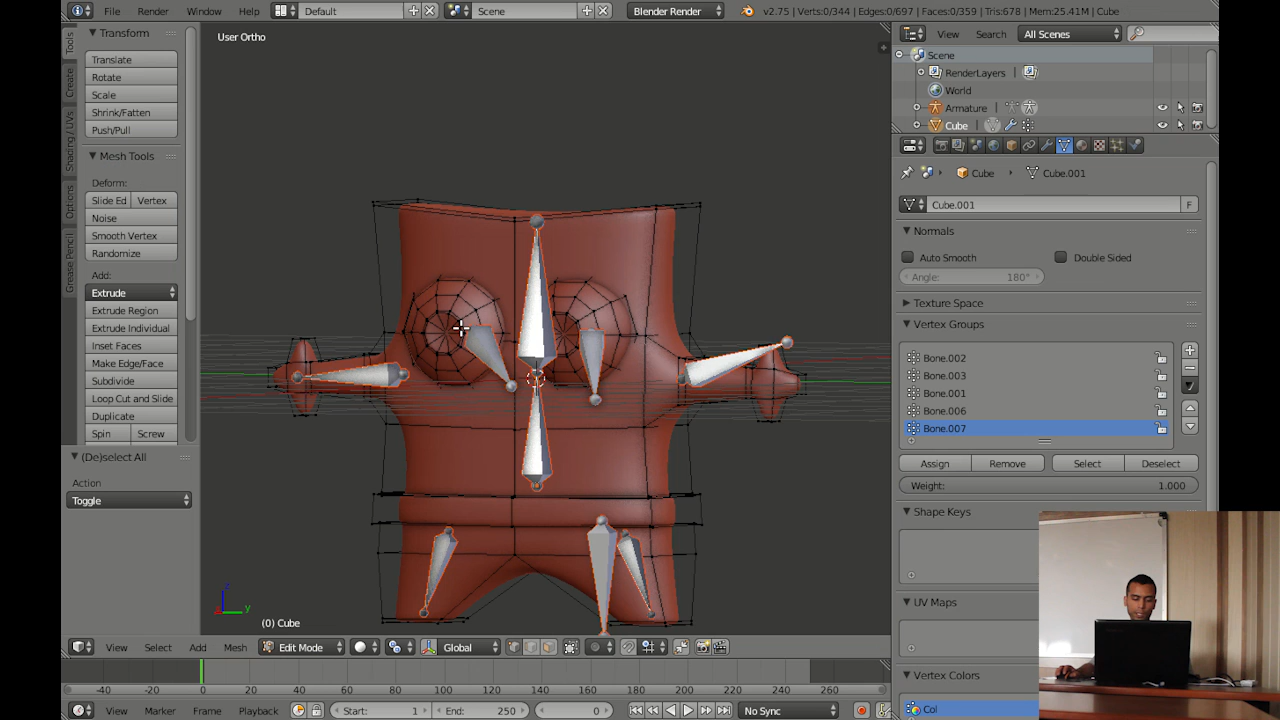 File Render Window Help Default Scene Blender Render v2.75 | Verts:0/344 | Edges:0/697 | Faces:0/359 | Tris:678 | Mem:25.41M | Cube
Tools
Create
Shading / UVs
Options
Grease Pencil
Transform
Translate
Rotate
Scale
Shrink/Fatten
Push/Pull
Mesh Tools
Deform:
Slide Ed Vertex
Noise
Smooth Vertex
Randomize
Add:
Extrude
Extrude Region
Extrude Individual
Inset Faces
Make Edge/Face
Subdivide
Loop Cut and Slide
Duplicate
Spin Screw
(De)select All
Action
Toggle
User Ortho
z
y
(0) Cube
View Select Add Mesh Edit Mode Global
-40 -20 0 20 40 60 80 100 120 140 160 180 200 220 240 260
View Marker Frame Playback Start: 1 End: 250 0 No Sync
View Search All Scenes
Scene
RenderLayers
World
Armature
Cube
Cube Cube.001
Cube.001 F
Normals
Auto Smooth Double Sided
Angle: 180°
Texture Space
Vertex Groups
Bone.002
Bone.003
Bone.001
Bone.006
Bone.007
Assign Remove Select Deselect
Weight: 1.000
Shape Keys
UV Maps
Vertex Colors
Col